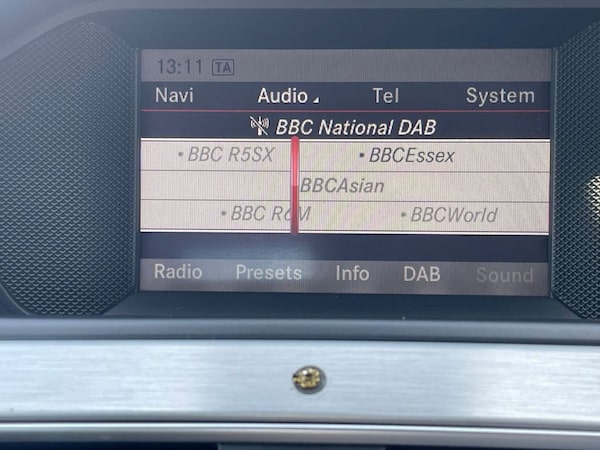 13:11 TA
Navi Audio Tel System
BBC National DAB
• BBC R5SX • BBCEssex
BBCAsian
• BBC R6M • BBCWorld
Radio Presets Info DAB Sound